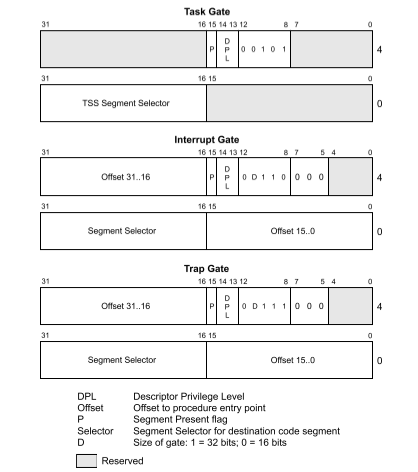 Task Gate
31 16 15 14 13 12 8 7 0
P D P L 0 0 1 0 1 4
31 16 15 0
TSS Segment Selector 0
Interrupt Gate
31 16 15 14 13 12 8 7 5 4 0
Offset 31..16 P D P L 0 D 1 1 0 0 0 0 4
31 16 15 0
Segment Selector Offset 15..0 0
Trap Gate
31 16 15 14 13 12 8 7 5 4 0
Offset 31..16 P D P L 0 D 1 1 1 0 0 0 4
31 16 15 0
Segment Selector Offset 15..0 0
DPL Descriptor Privilege Level
Offset Offset to procedure entry point
P Segment Present flag
Selector Segment Selector for destination code segment
D Size of gate: 1 = 32 bits; 0 = 16 bits
Reserved